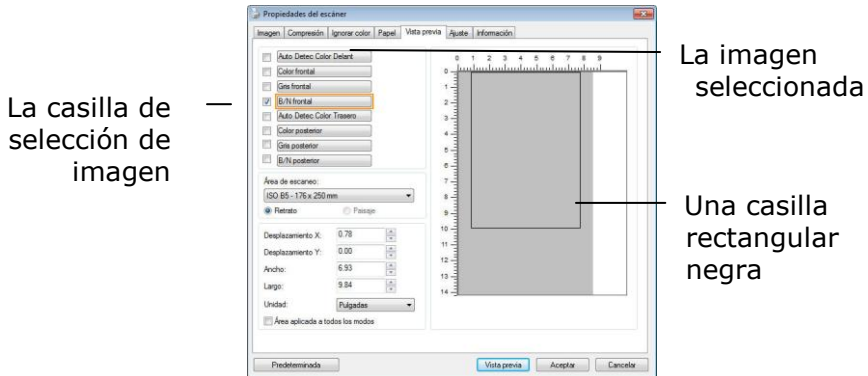 Propiedades del escáner
Imagen Compresión Ignorar color Papel Vista previa Ajuste Información
Auto Detec Color Delant
Color frontal
Gris frontal
B/N frontal
Auto Detec Color Trasero
Color posterior
Gris posterior
B/N posterior
Área de escaneo:
ISO B5 - 176 x 250 mm
Retrato Paisaje
Desplazamiento X: 0.78
Desplazamiento Y: 0.00
Ancho: 6.93
Largo: 9.84
Unidad: Pulgadas
Área aplicada a todos los modos
0 1 2 3 4 5 6 7 8 9
0
1
2
3
4
5
6
7
8
9
10
11
12
13
14
Predeterminada Vista previa Aceptar Cancelar
La casilla de
selección de
imagen
La imagen
seleccionada
Una casilla
rectangular
negra